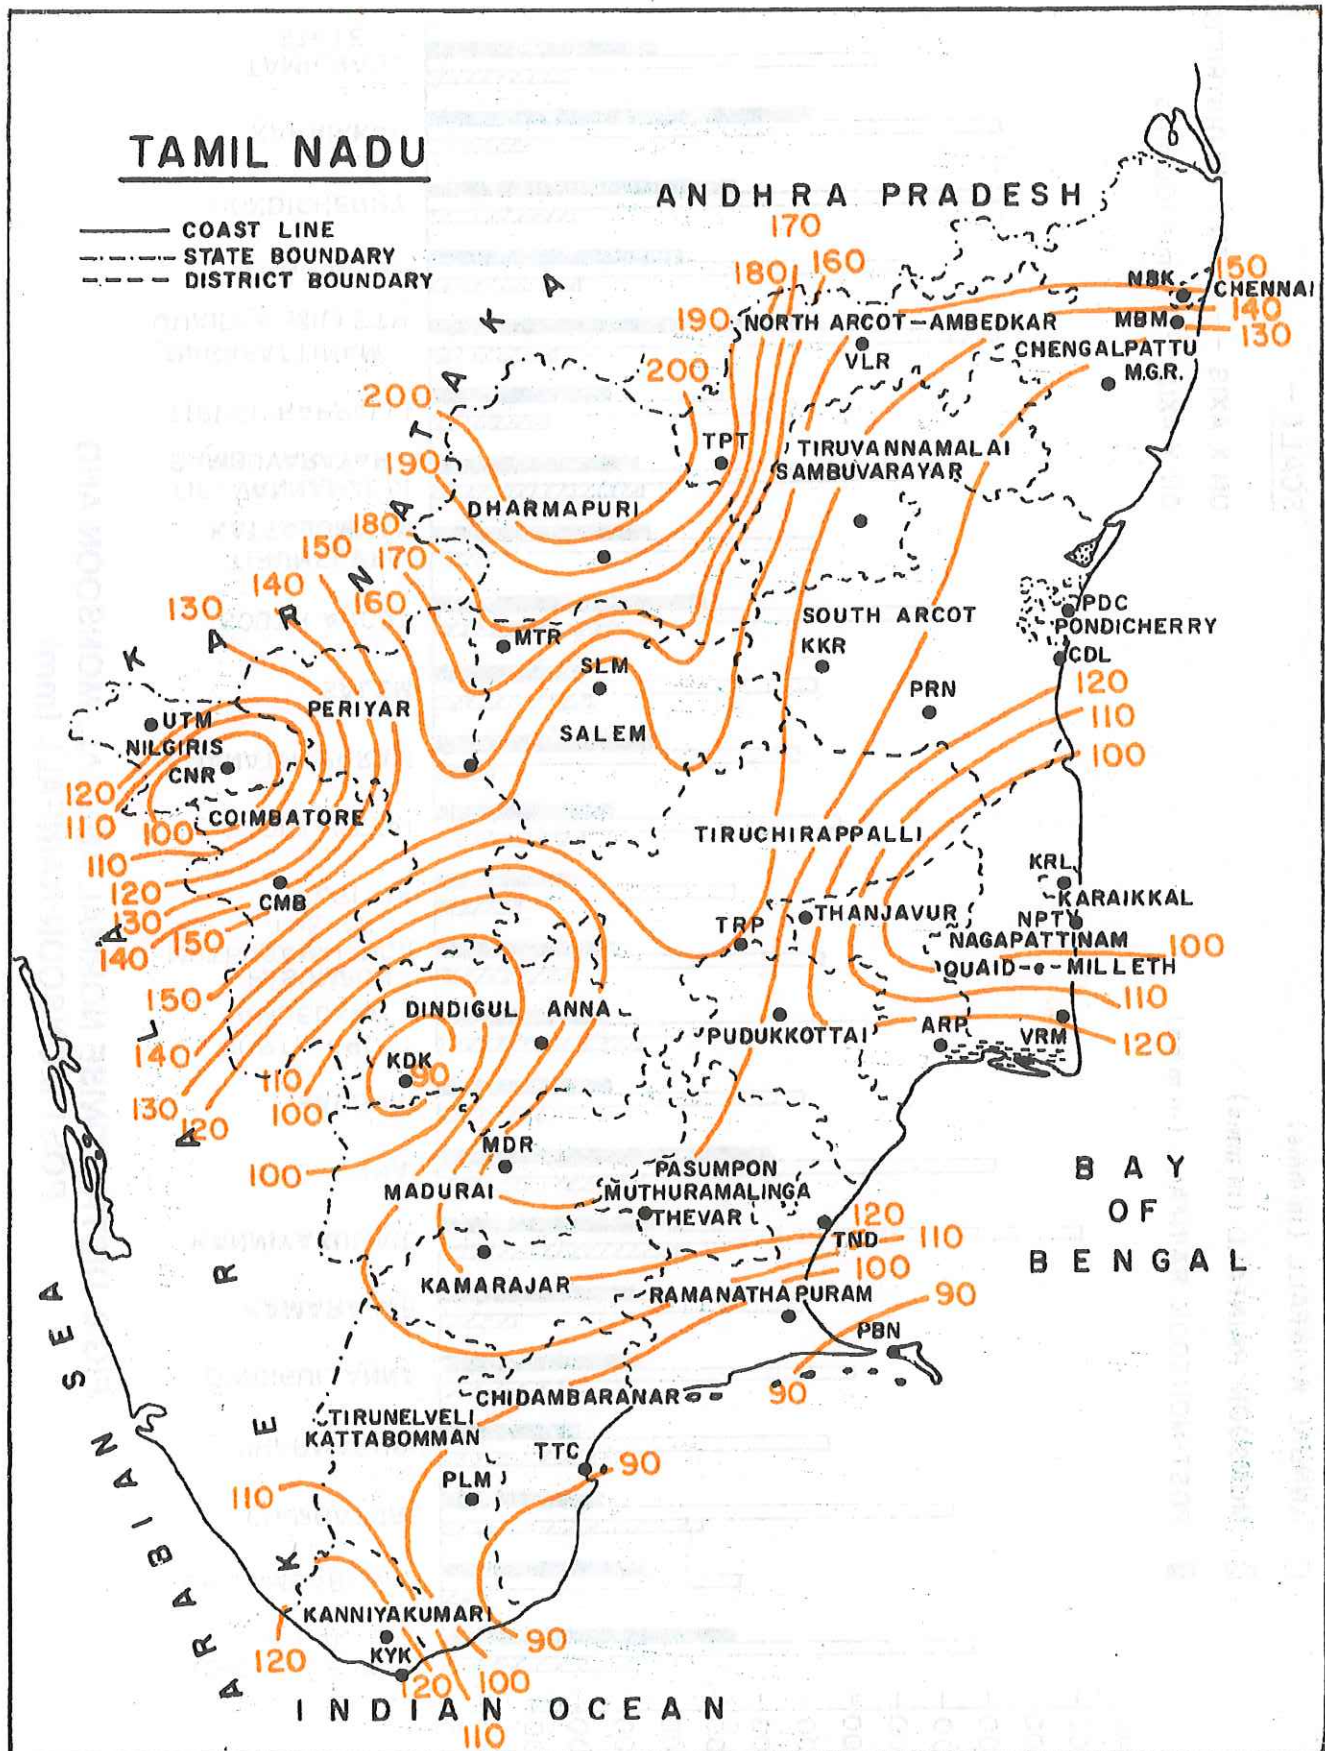 TAMIL NADU
COAST LINE
STATE BOUNDARY
DISTRICT BOUNDARY
ANDHRA PRADESH
KARNATAKA
KERALA
ARABIAN SEA
BAY
OF
BENGAL
INDIAN OCEAN
170
180 160
190
200
200
190
180
170
150
140
160
130
NORTH ARCOT-AMBEDKAR
VLR
NBK
150
CHENNAI
140
MBM
130
CHENGALPATTU
M.G.R.
TPT
TIRUVANNAMALAI
SAMBUVARAYAR
DHARMAPURI
MTR
SLM
SALEM
SOUTH ARCOT
KKR
PRN
PDC
PONDICHERRY
CDL
120
110
100
PERIYAR
UTM
NILGIRIS
CNR
COIMBATORE
120
110
100
110
120
130
140
150
CMB
150
140
130
120
110
100
100
TIRUCHIRAPPALLI
KRL
KARAIKKAL
NPTY
TRP
THANJAVUR
NAGAPATTINAM
QUAID-e-MILLETH
100
110
120
DINDIGUL ANNA
KDK
90
PUDUKKOTTAI
ARP
VRM
MDR
MADURAI
PASUMPON
MUTHURAMALINGA
THEVAR
120
TND
110
100
90
KAMARAJAR
RAMANATHAPURAM
PBN
90
CHIDAMBARANAR
TIRUNELVELI
KATTABOMMAN
TTC
90
PLM
110
KANNIYAKUMARI
KYK
120
90
100
120
110